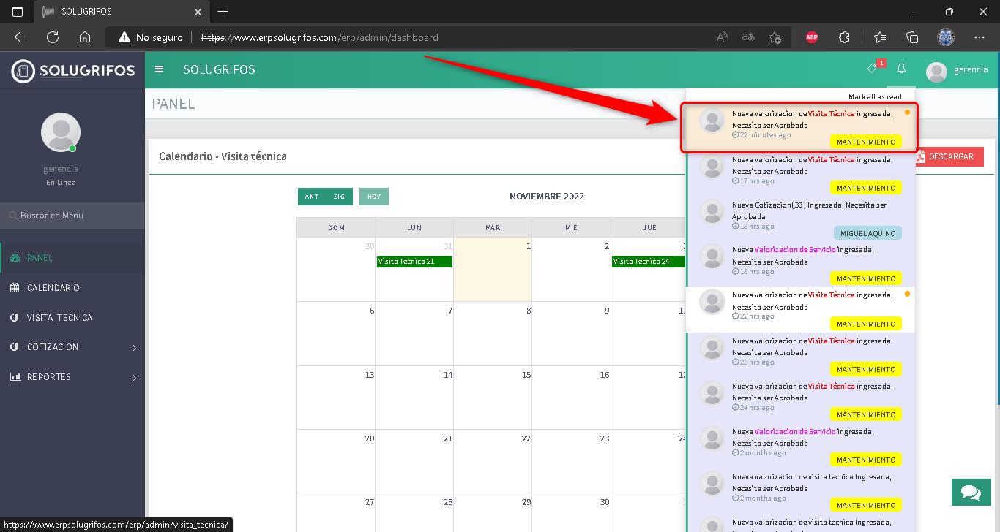 SOLUGRIFOS
No seguro
https://www.erpsolugrifos.com/erp/admin/dashboard
ABP
SOLUGRIFOS
SOLUGRIFOS
1
gerencia
PANEL
gerencia
En Línea
Buscar en Menu
PANEL
CALENDARIO
VISITA_TECNICA
COTIZACION
REPORTES
Calendario - Visita técnica
DESCARGAR
ANT SIG HOY
NOVIEMBRE 2022
DOM LUN MAR MIE JUE
30 31 1 2
Visita Tecnica 21 Visita Tecnica 24
6 7 8 9 10
13 14 15 16
20 21 22 23
27 28 29 30
Mark all as read
Nueva valorizacion de Visita Técnica ingresada,
Necesita ser Aprobada
22 minutes ago
MANTENIMIENTO
Nueva valorizacion de Visita Técnica ingresada,
Necesita ser Aprobada
17 hrs ago
MANTENIMIENTO
Nueva Cotizacion(33) Ingresada, Necesita ser
Aprobada
18 hrs ago
MIGUEL AQUINO
Nueva Valorizacion de Servicio ingresada,
Necesita ser Aprobada
18 hrs ago
MANTENIMIENTO
Nueva valorizacion de Visita Técnica ingresada,
Necesita ser Aprobada
22 hrs ago
MANTENIMIENTO
Nueva valorizacion de Visita Técnica ingresada,
Necesita ser Aprobada
23 hrs ago
MANTENIMIENTO
Nueva valorizacion de Visita Técnica ingresada,
Necesita ser Aprobada
24 hrs ago
MANTENIMIENTO
Nueva Valorizacion de Servicio ingresada,
Necesita ser Aprobada
2 months ago
MANTENIMIENTO
Nueva valorizacion de visita tecnica Ingresada,
Necesita ser Aprobada
2 months ago
MANTENIMIENTO
Nueva valorizacion de visita tecnica Ingresada,
https://www.erpsolugrifos.com/erp/admin/visita_tecnica/